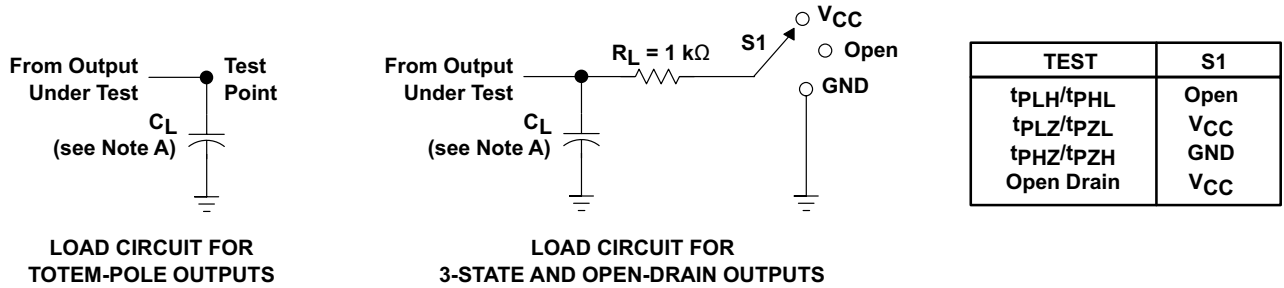 From Output
Under Test
Test
Point
CL
(see Note A)
LOAD CIRCUIT FOR
TOTEM-POLE OUTPUTS
From Output
Under Test
RL = 1 kΩ
S1
VCC
Open
GND
CL
(see Note A)
LOAD CIRCUIT FOR
3-STATE AND OPEN-DRAIN OUTPUTS
TEST S1
tPLH/tPHL Open
tPLZ/tPZL VCC
tPHZ/tPZH GND
Open Drain VCC